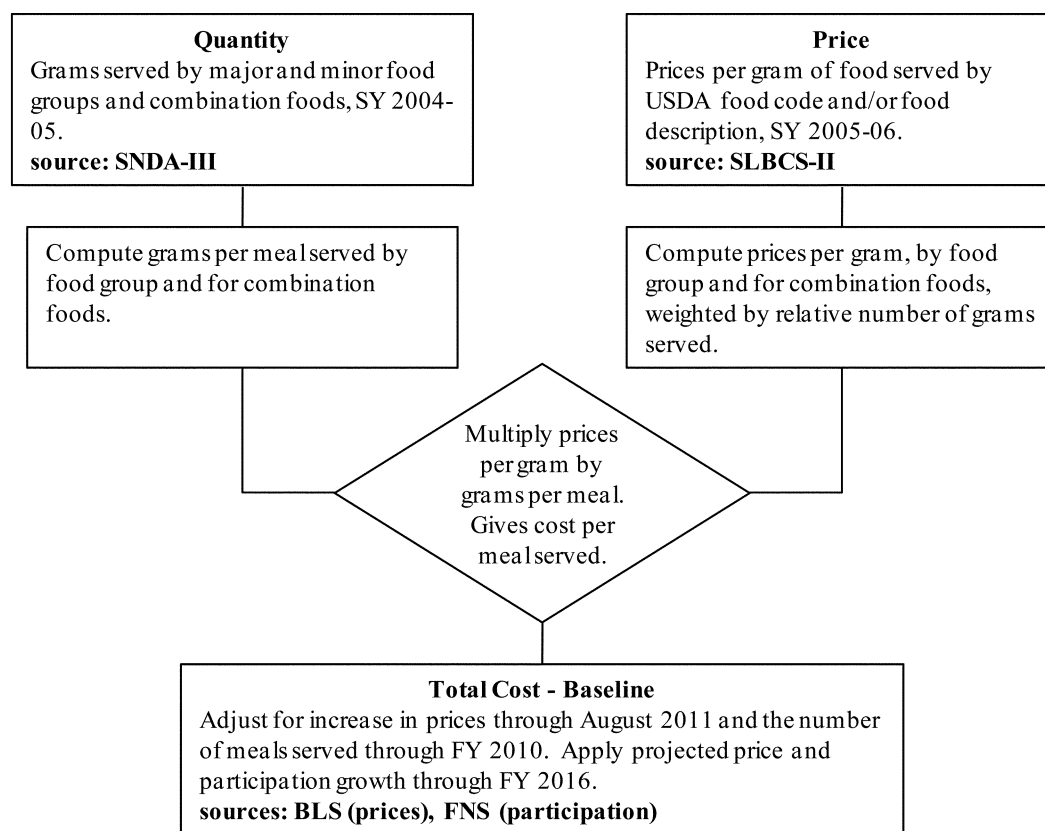 Quantity
Grams served by major and minor food
groups and combination foods, SY 2004-
05.
source: SNDA-III
Price
Prices per gram of food served by
USDA food code and/or food
description, SY 2005-06.
source: SLBCS-II
Compute grams per meal served by
food group and for combination
foods.
Compute prices per gram, by food
group and for combination foods,
weighted by relative number of grams
served.
Multiply prices
per gram by
grams per meal.
Gives cost per
meal served.
Total Cost - Baseline
Adjust for increase in prices through August 2011 and the number
of meals served through FY 2010.  Apply projected price and
participation growth through FY 2016.
sources: BLS (prices), FNS (participation)